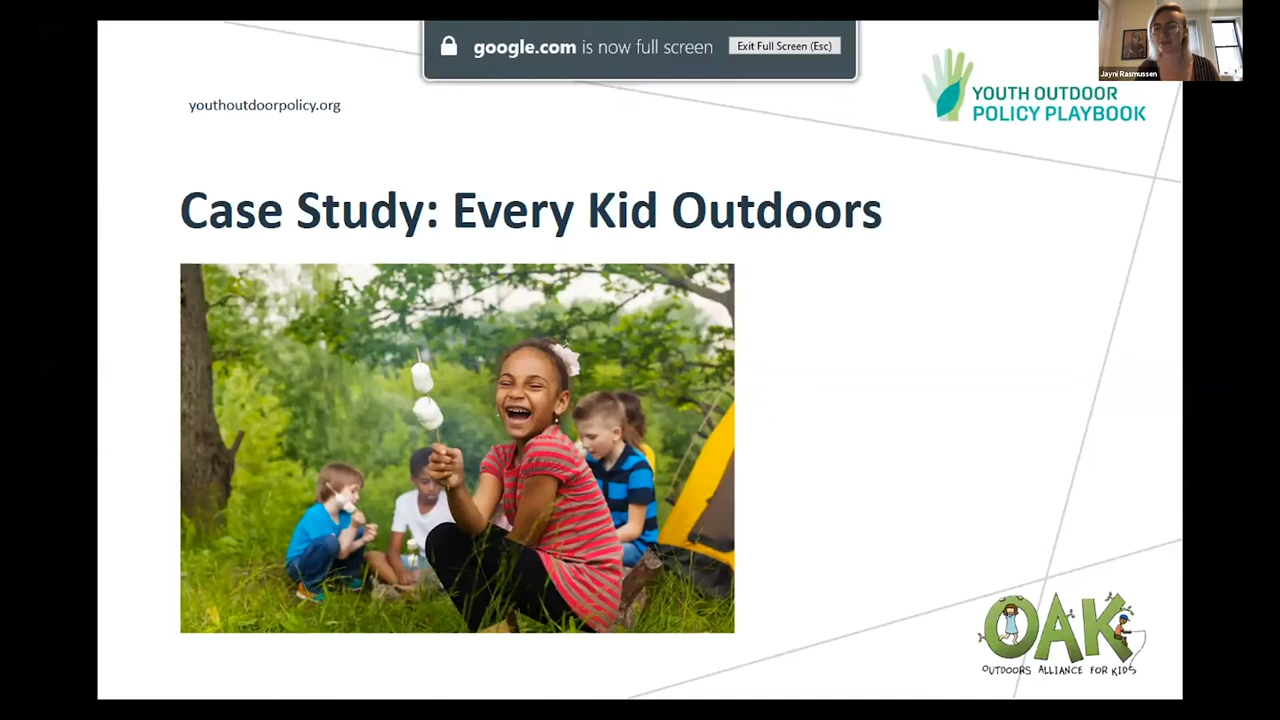 google.com is now full screen
Exit Full Screen (Esc)
Jayni Rasmussen
youthoutdoorpolicy.org
YOUTH OUTDOOR
POLICY PLAYBOOK
Case Study: Every Kid Outdoors
OAK
OUTDOORS ALLIANCE FOR KIDS